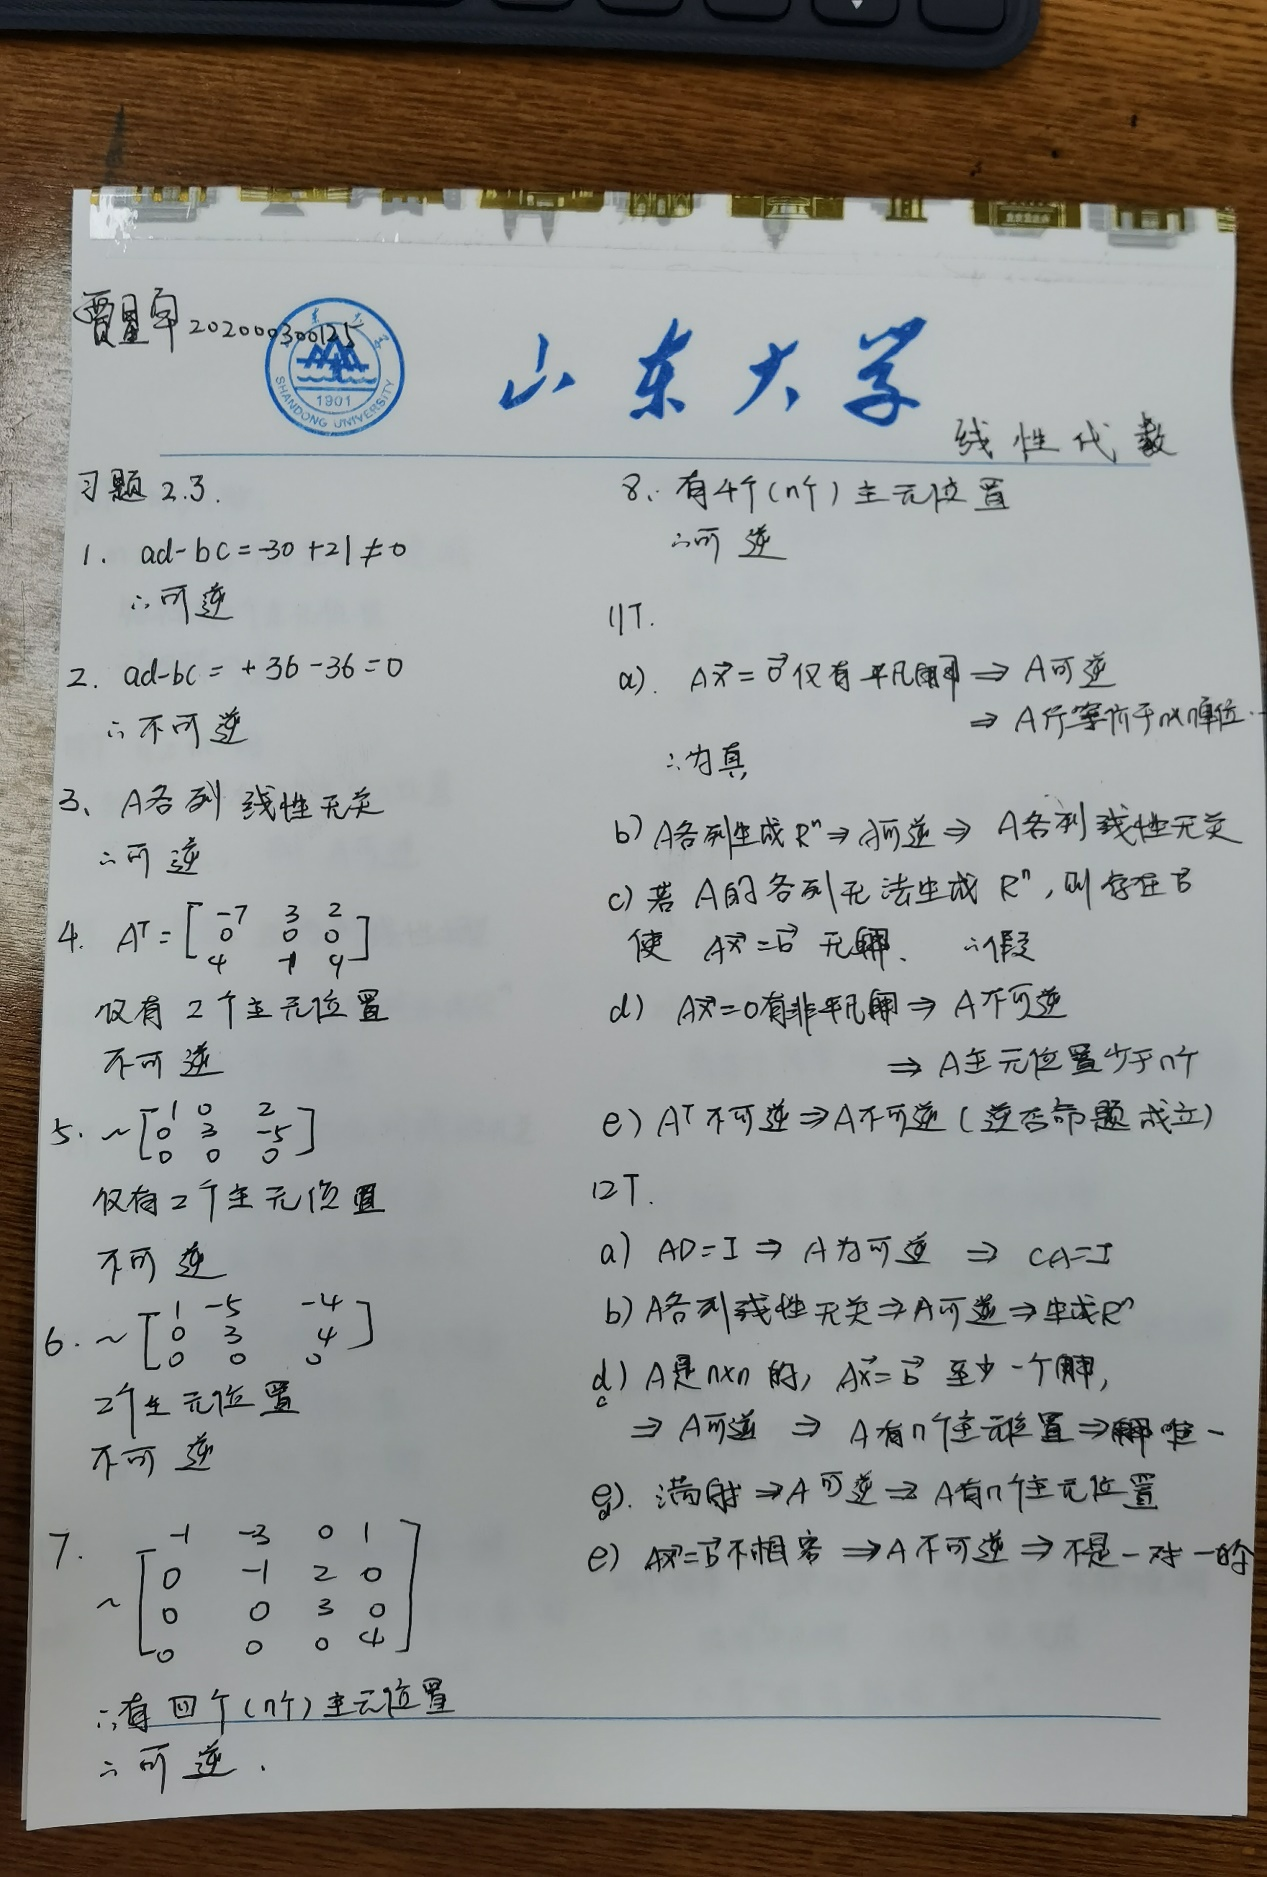 贾星宇 202000300125
SHANDONG UNIVERSITY
1901
山东大学
线性代数
习题 2.3.
1. ad-bc=-30+21≠0
∴可逆
2. ad-bc=+36-36=0
∴不可逆
3、A各列线性无关
∴可逆
4. Aᵀ=[-7 3 2
0 0 0
4 -1 9]
仅有2个主元位置
不可逆
5. ~[1 0 2
0 3 -5
0 0 0]
仅有2个主元位置
不可逆
6. ~[1 -5 -4
0 3 4
0 0 0]
2个主元位置
不可逆
7. ~[-1 -3 0 1
0 -1 2 0
0 0 3 0
0 0 0 4]
∴有四个(n个)主元位置
∴可逆.
8. 有4个(n个)主元位置
∴可逆
11T.
a). Ax⃗=0⃗仅有平凡解⇒A可逆
⇒A行等价于n×n单位…
∴为真
b) A各列生成Rⁿ⇒A可逆⇒A各列线性无关
c) 若A的各列无法生成Rⁿ,则存在b
使 Ax⃗=b⃗ 无解. ∴假
d) Ax⃗=0有非平凡解⇒A不可逆
⇒A主元位置少于n个
e) Aᵀ不可逆⇒A不可逆(逆否命题成立)
12T.
a) AD=I⇒A为可逆⇒CA=I
b) A各列线性无关⇒A可逆⇒生成Rⁿ
c) A是n×n的, Ax⃗=b⃗至少一个解,
⇒A可逆⇒A有n个主元位置⇒解唯一
d). 满射⇒A可逆⇒A有n个主元位置
e) Ax⃗=b⃗不相容⇒A不可逆⇒不是一对一的